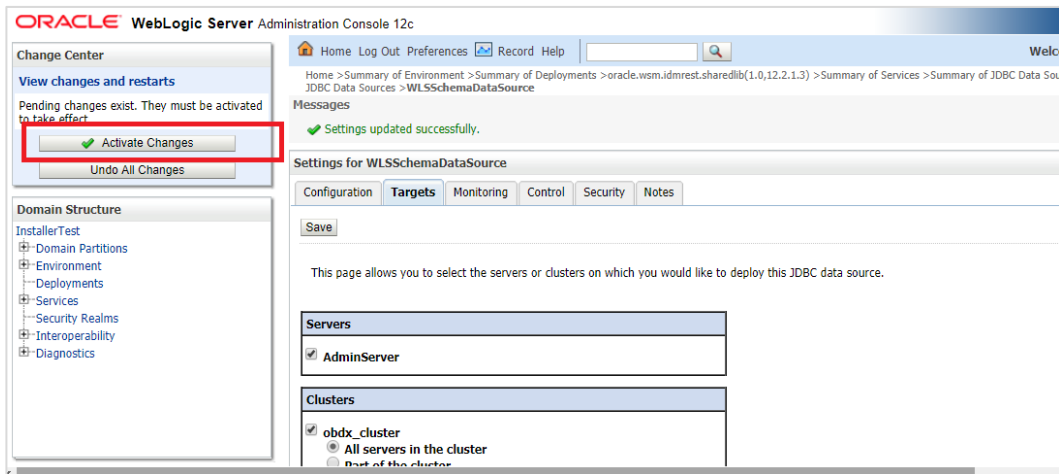 ORACLE WebLogic Server Administration Console 12c
Change Center
View changes and restarts
Pending changes exist. They must be activated
to take effect
Activate Changes
Undo All Changes
Domain Structure
InstallerTest
Domain Partitions
Environment
Deployments
Services
Security Realms
Interoperability
Diagnostics
Home Log Out Preferences Record Help
Welc
Home >Summary of Environment >Summary of Deployments >oracle.wsm.idmrest.sharedlib(1.0,12.2.1.3) >Summary of Services >Summary of JDBC Data Sou
JDBC Data Sources >WLSSchemaDataSource
Messages
Settings updated successfully.
Settings for WLSSchemaDataSource
Configuration Targets Monitoring Control Security Notes
Save
This page allows you to select the servers or clusters on which you would like to deploy this JDBC data source.
Servers
AdminServer
Clusters
obdx_cluster
All servers in the cluster
Part of the cluster